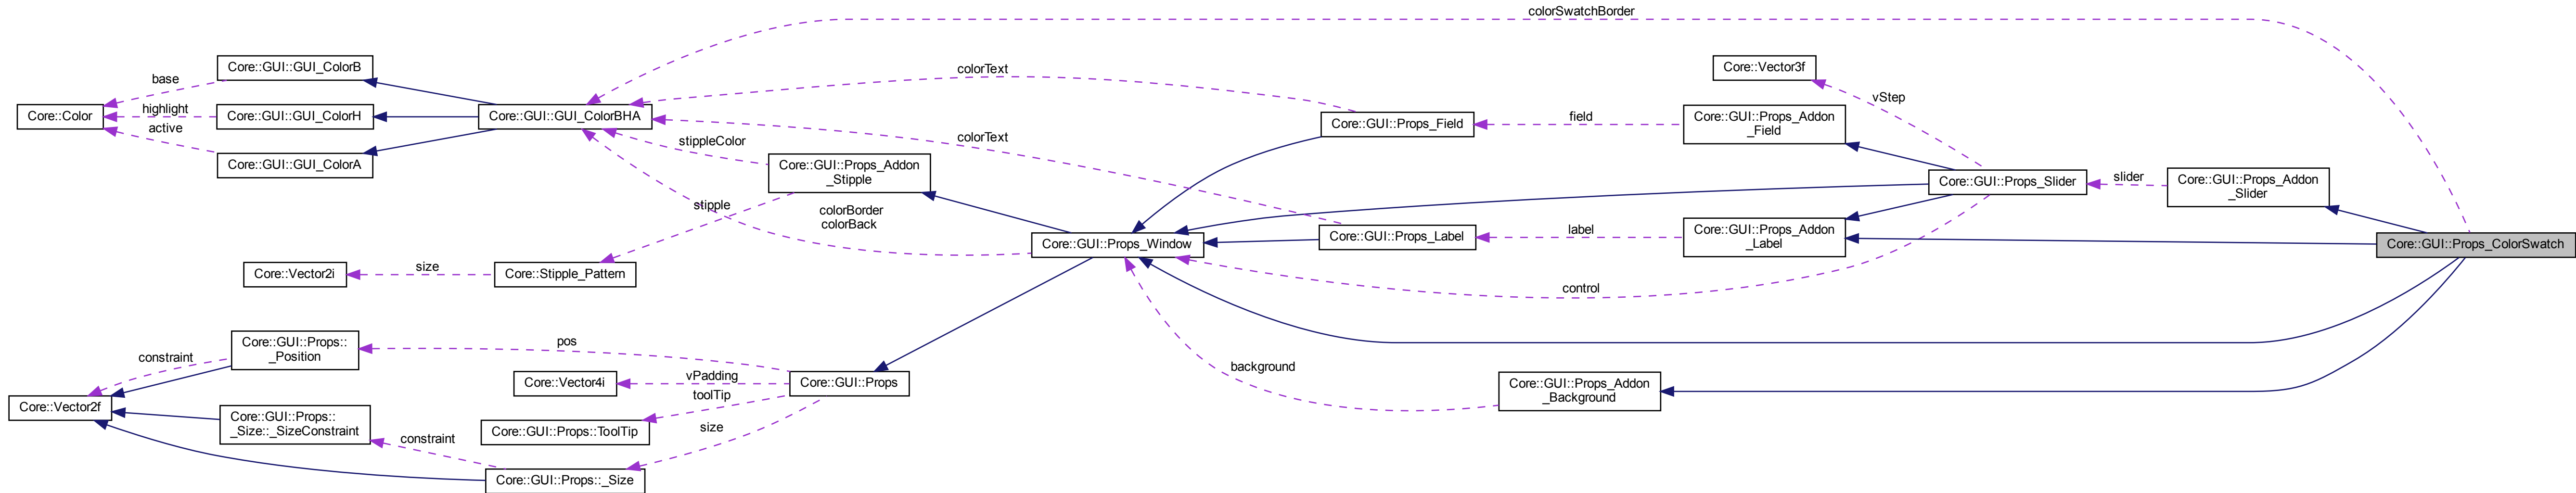 colorSwatchBorder
Core::GUI::GUI_ColorB
base
colorText
Core::Vector3f
vStep
Core::Color
highlight
Core::GUI::GUI_ColorH
Core::GUI::GUI_ColorBHA
active
Core::GUI::GUI_ColorA
stippleColor
colorText
Core::GUI::Props_Field
field
Core::GUI::Props_Addon
_Field
Core::GUI::Props_Addon
_Stipple
Core::GUI::Props_Slider
slider
Core::GUI::Props_Addon
_Slider
stipple
colorBorder
colorBack
Core::GUI::Props_Window
Core::GUI::Props_Label
label
Core::GUI::Props_Addon
_Label
Core::GUI::Props_ColorSwatch
Core::Vector2i
size
Core::Stipple_Pattern
control
Core::GUI::Props::
_Position
constraint
pos
background
Core::Vector4i
vPadding
toolTip
Core::GUI::Props
Core::GUI::Props_Addon
_Background
Core::Vector2f
Core::GUI::Props::
_Size::_SizeConstraint
constraint
Core::GUI::Props::ToolTip
size
Core::GUI::Props::_Size